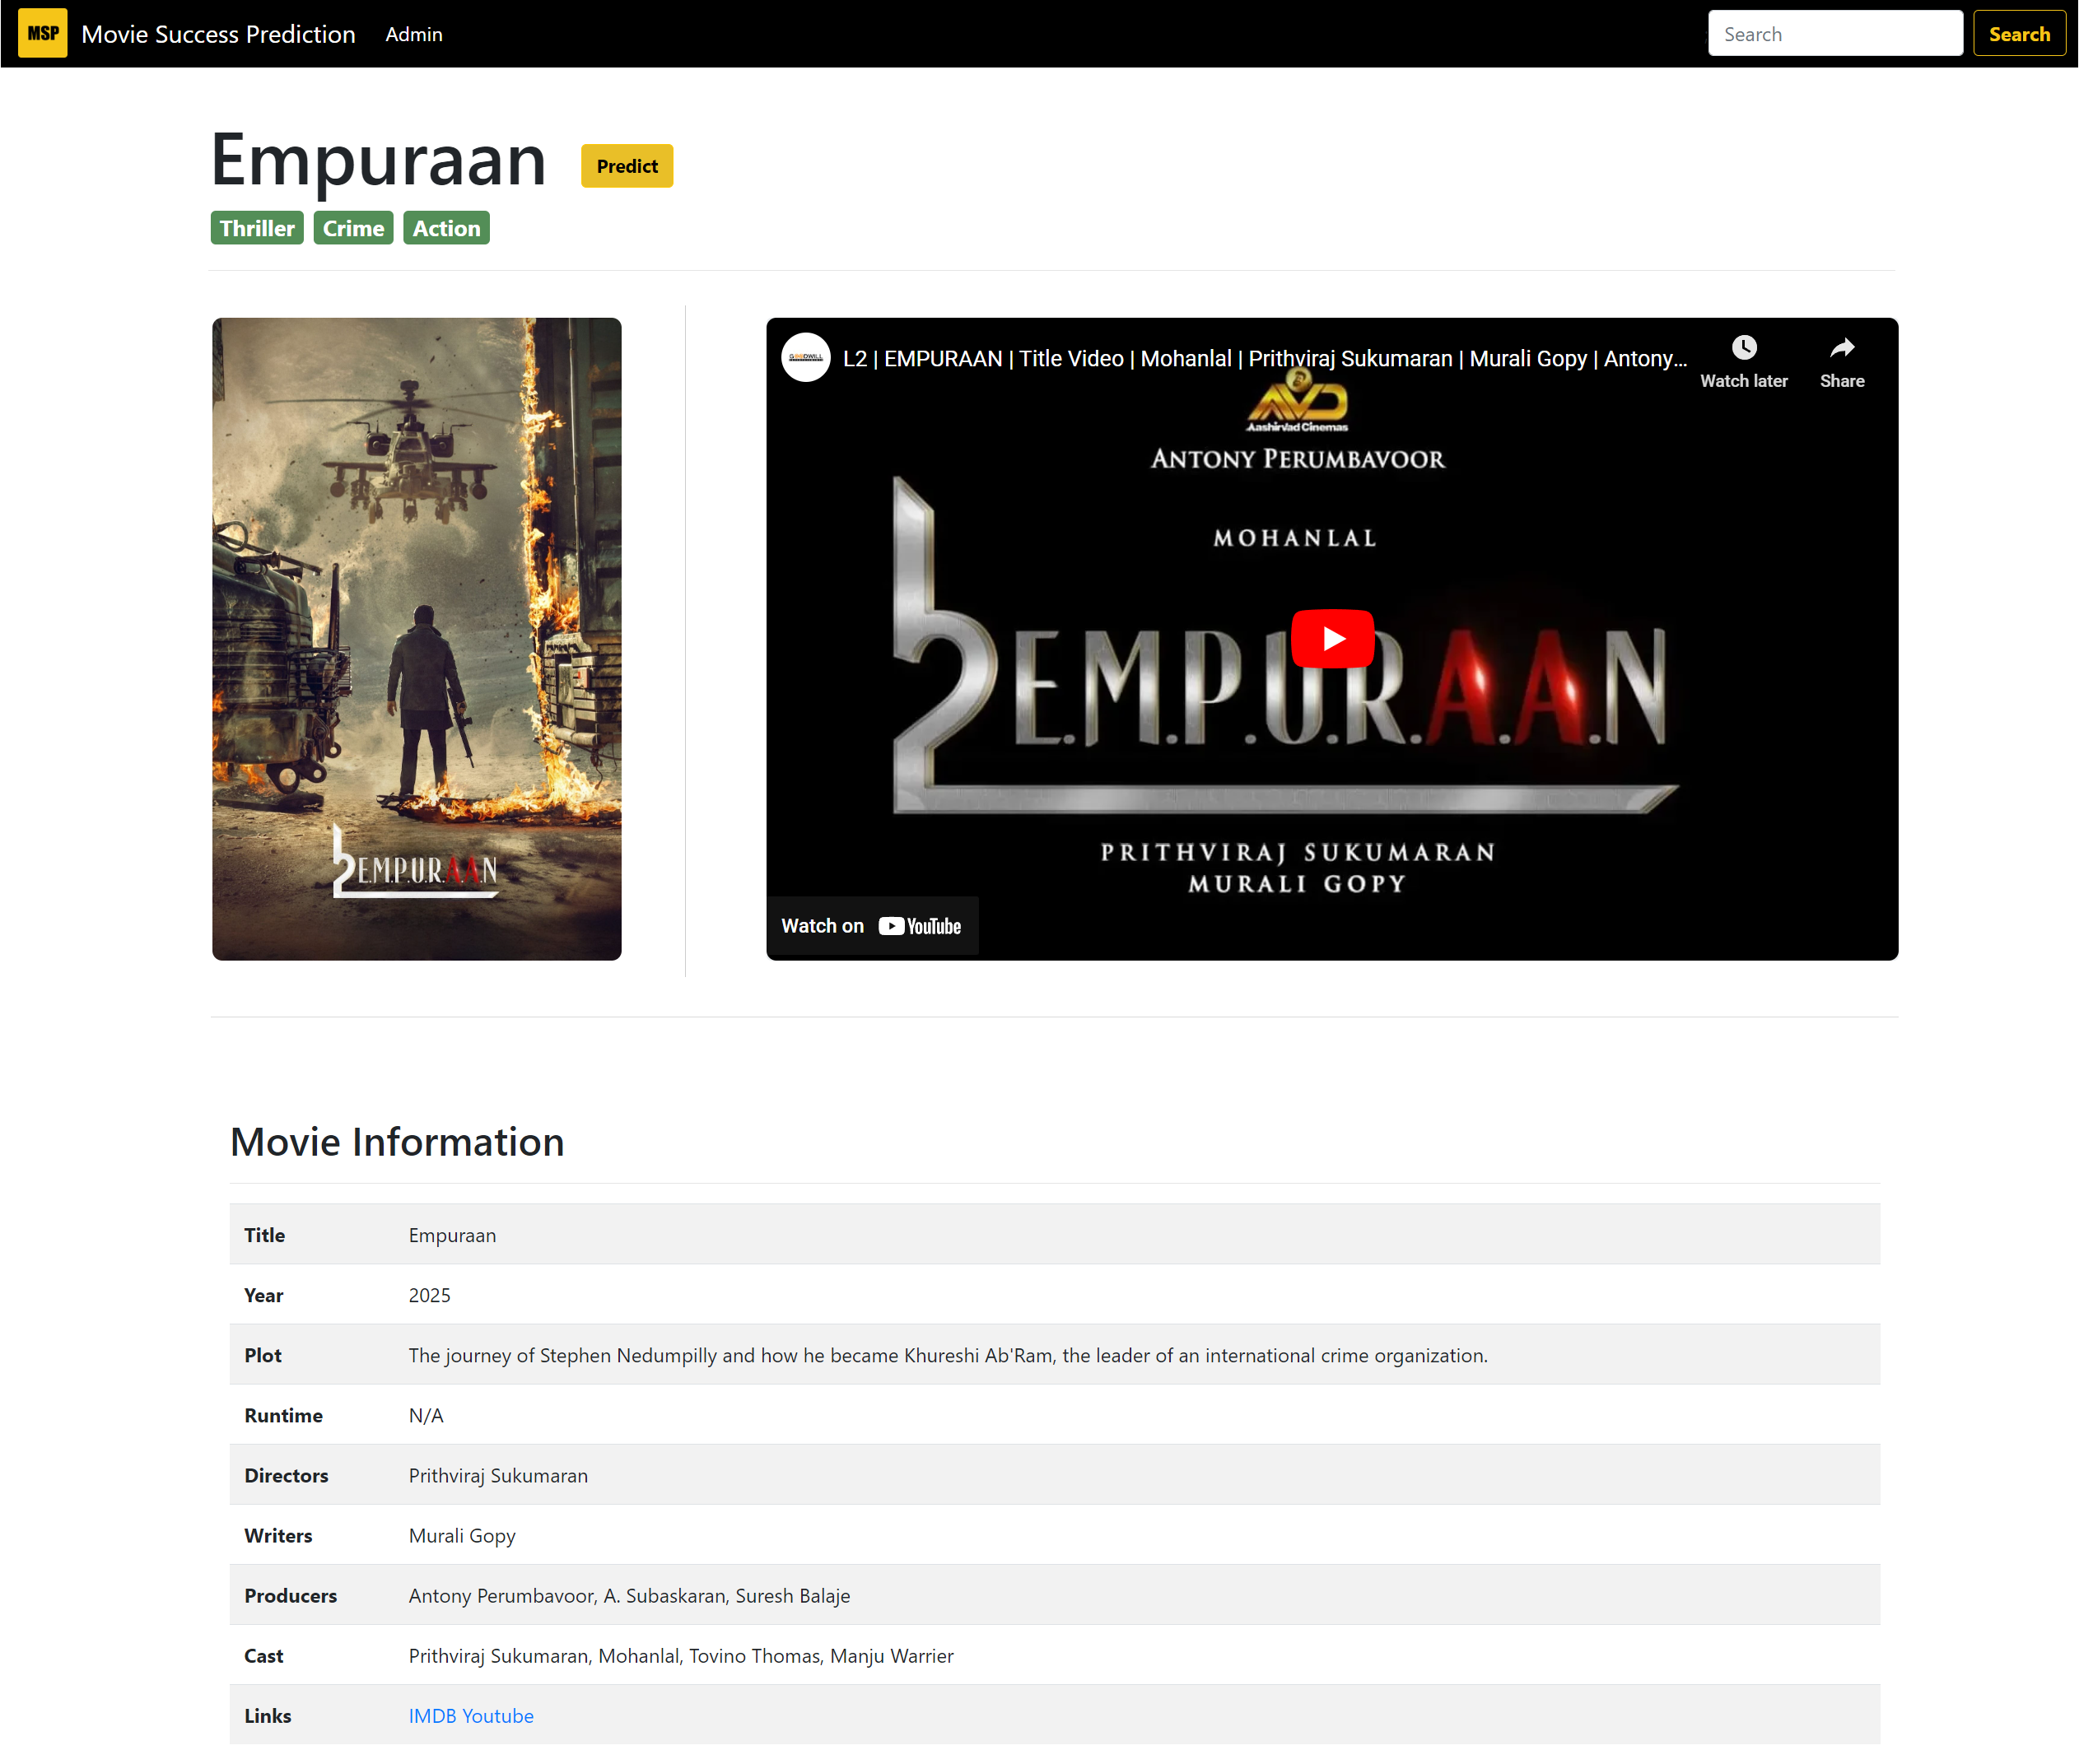 MSP Movie Success Prediction Admin Search Search
Empuraan Predict
Thriller Crime Action
L2 | EMPURAAN | Title Video | Mohanlal | Prithviraj Sukumaran | Murali Gopy | Antony...
Watch later Share
Aashirvad Cinemas
ANTONY PERUMBAVOOR
MOHANLAL
L2 E.M.P.U.R.A.A.N
PRITHVIRAJ SUKUMARAN
MURALI GOPY
Watch on YouTube
L2 E.M.P.U.R.A.A.N
Movie Information
Title Empuraan
Year 2025
Plot The journey of Stephen Nedumpilly and how he became Khureshi Ab'Ram, the leader of an international crime organization.
Runtime N/A
Directors Prithviraj Sukumaran
Writers Murali Gopy
Producers Antony Perumbavoor, A. Subaskaran, Suresh Balaje
Cast Prithviraj Sukumaran, Mohanlal, Tovino Thomas, Manju Warrier
Links IMDB Youtube